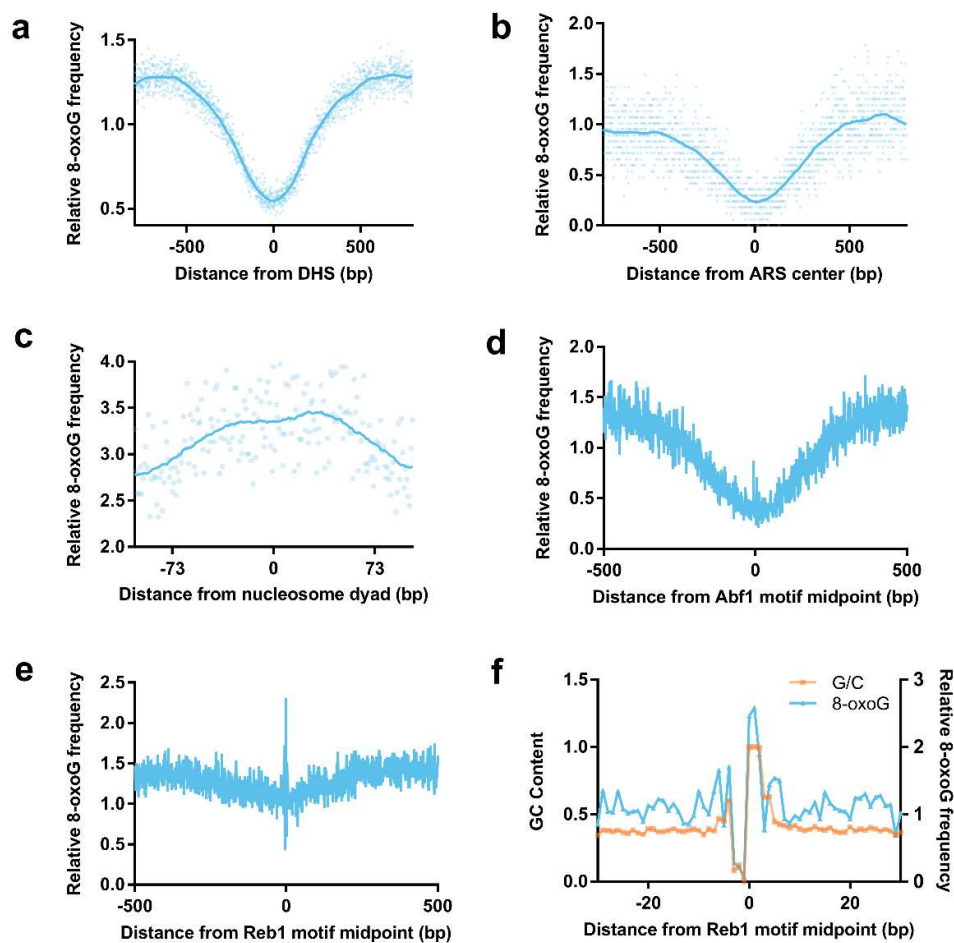 a
Relative 8-oxoG frequency
1.5
1.0
0.5
-500
0
500
Distance from DHS (bp)
b
Relative 8-oxoG frequency
2.0
1.5
1.0
0.5
0.0
-500
0
500
Distance from ARS center (bp)
c
Relative 8-oxoG frequency
4.0
3.5
3.0
2.5
2.0
-73
0
73
Distance from nucleosome dyad (bp)
d
Relative 8-oxoG frequency
2.0
1.5
1.0
0.5
0.0
-500
0
500
Distance from Abf1 motif midpoint (bp)
e
Relative 8-oxoG frequency
2.5
2.0
1.5
1.0
0.5
0.0
-500
0
500
Distance from Reb1 motif midpoint (bp)
f
GC Content
1.5
1.0
0.5
0.0
G/C
8-oxoG
3
2
1
0
Relative 8-oxoG frequency
-20
0
20
Distance from Reb1 motif midpoint (bp)